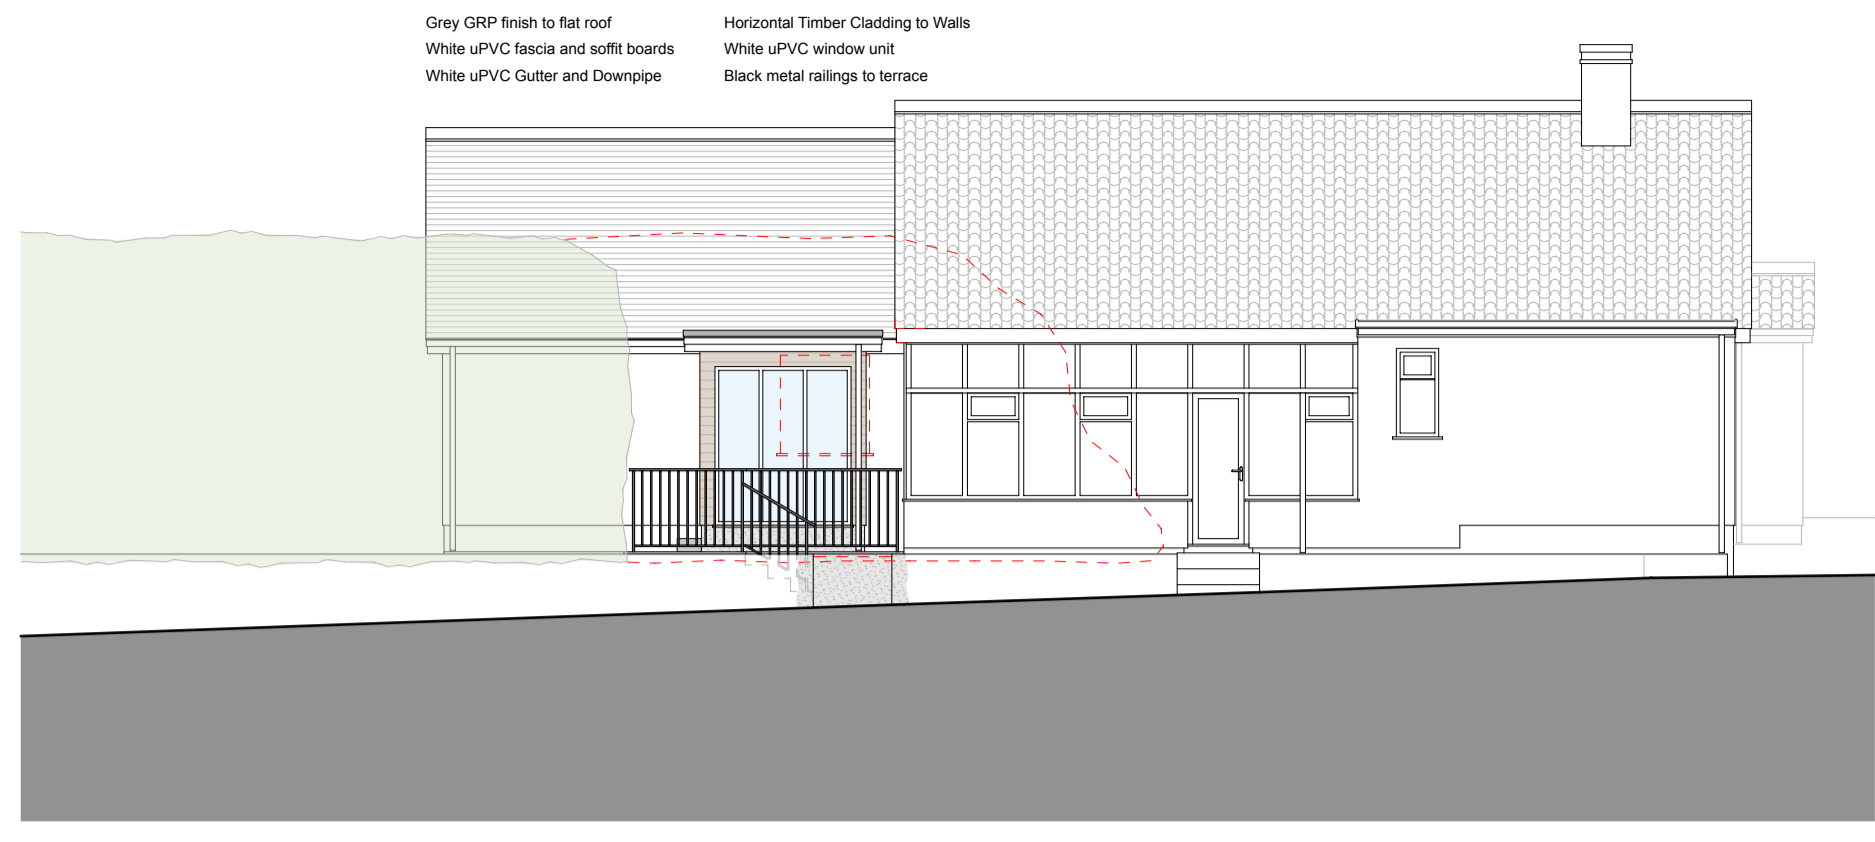 Grey GRP finish to flat roof
White uPVC fascia and soffit boards
White uPVC Gutter and Downpipe
Horizontal Timber Cladding to Walls
White uPVC window unit
Black metal railings to terrace